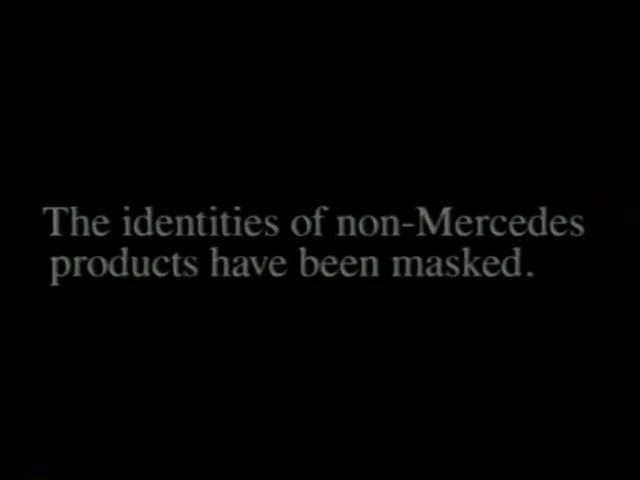 The identities of non-Mercedes
products have been masked.